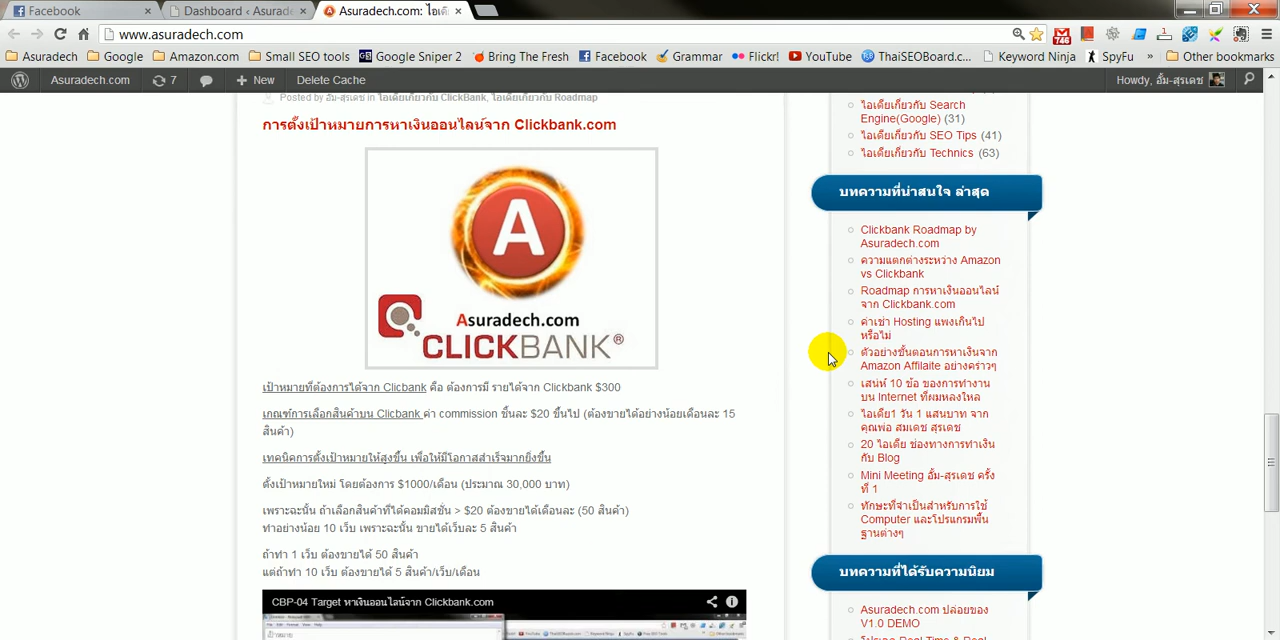 Facebook
Dashboard ‹ Asurade
Asuradech.com: ไอเดี
www.asuradech.com
746
Asuradech
Google
Amazon.com
Small SEO tools
Google Sniper 2
Bring The Fresh
Facebook
Grammar
Flickr!
YouTube
ThaiSEOBoard.c...
Keyword Ninja
SpyFu
»
Other bookmarks
Asuradech.com
7
+ New
Delete Cache
Howdy, อั้ม-สุรเดช
Posted by อั้ม-สุรเดช in ไอเดียเกี่ยวกับ ClickBank, ไอเดียเกี่ยวกับ Roadmap
การตั้งเป้าหมายการหาเงินออนไลน์จาก Clickbank.com
A
Asuradech.com
CLICKBANK®
เป้าหมายที่ต้องการได้จาก Clicbank คือ ต้องการมี รายได้จาก Clickbank $300
เกณฑ์การเลือกสินค้าบน Clicbank ค่า commission ชิ้นละ $20 ขึ้นไป (ต้องขายได้อย่างน้อยเดือนละ 15
สินค้า)
เทคนิคการตั้งเป้าหมายให้สูงขึ้น เพื่อให้มีโอกาสสำเร็จมากยิ่งขึ้น
ตั้งเป้าหมายใหม่ โดยต้องการ $1000/เดือน (ประมาณ 30,000 บาท)
เพราะฉะนั้น ถ้าเลือกสินค้าที่ได้คอมมิสชั่น > $20 ต้องขายได้เดือนละ (50 สินค้า)
ทำอย่างน้อย 10 เว็บ เพราะฉะนั้น ขายได้เว็บละ 5 สินค้า
ถ้าทำ 1 เว็บ ต้องขายได้ 50 สินค้า
แต่ถ้าทำ 10 เว็บ ต้องขายได้ 5 สินค้า/เว็บ/เดือน
CBP-04 Target หาเงินออนไลน์จาก Clickbank.com
ไอเดียเกี่ยวกับ Search
Engine(Google) (31)
ไอเดียเกี่ยวกับ SEO Tips (41)
ไอเดียเกี่ยวกับ Technics (63)
บทความที่น่าสนใจ ล่าสุด
Clickbank Roadmap by
Asuradech.com
ความแตกต่างระหว่าง Amazon
vs Clickbank
Roadmap การหาเงินออนไลน์
จาก Clickbank.com
ค่าเช่า Hosting แพงเกินไป
หรือไม่
ตัวอย่างขั้นตอนการหาเงินจาก
Amazon Affilaite อย่างคร่าวๆ
เสน่ห์ 10 ข้อ ของการทำงาน
บน Internet ที่ผมหลงใหล
ไอเดีย1 วัน 1 แสนบาท จาก
คุณพ่อ สมเดช สุรเดช
20 ไอเดีย ช่องทางการทำเงิน
กับ Blog
Mini Meeting อั้ม-สุรเดช ครั้ง
ที่ 1
ทักษะที่จำเป็นสำหรับการใช้
Computer และโปรแกรมพื้น
ฐานต่างๆ
บทความที่ได้รับความนิยม
Asuradech.com ปล่อยของ
V1.0 DEMO